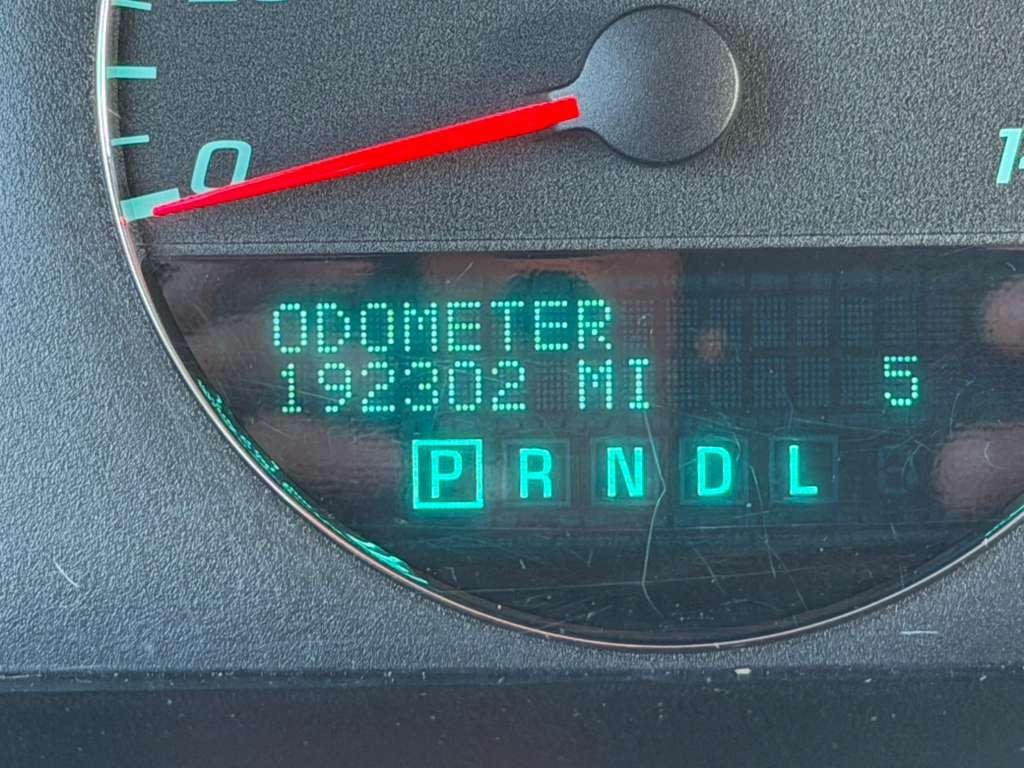 0
ODOMETER
192302 MI 5
P R N D L